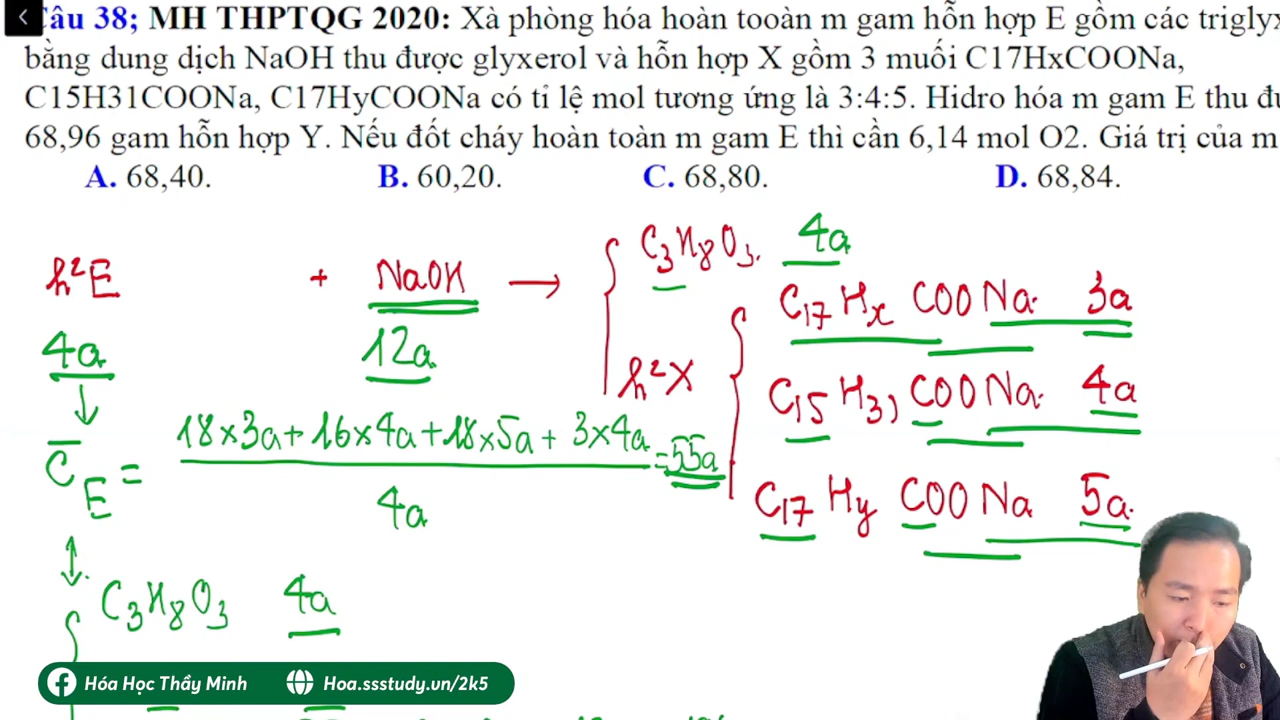 Câu 38; MH THPTQG 2020: Xà phòng hóa hoàn tooàn m gam hỗn hợp E gồm các triglyx
bằng dung dịch NaOH thu được glyxerol và hỗn hợp X gồm 3 muối C17HxCOONa,
C15H31COONa, C17HyCOONa có tỉ lệ mol tương ứng là 3:4:5. Hidro hóa m gam E thu đư
68,96 gam hỗn hợp Y. Nếu đốt cháy hoàn toàn m gam E thì cần 6,14 mol O2. Giá trị của m
A. 68,40. B. 60,20. C. 68,80. D. 68,84.
h²E + NaOH → C3H8O3. 4a
4a 12a
h²X
C17HxCOONa. 3a
C15H31COONa. 4a
C17HyCOONa 5a.
C̅E = 18×3a+16×4a+18×5a+3×4a = 55a
4a
C3H8O3 4a
Hóa Học Thầy Minh Hoa.ssstudy.vn/2k5